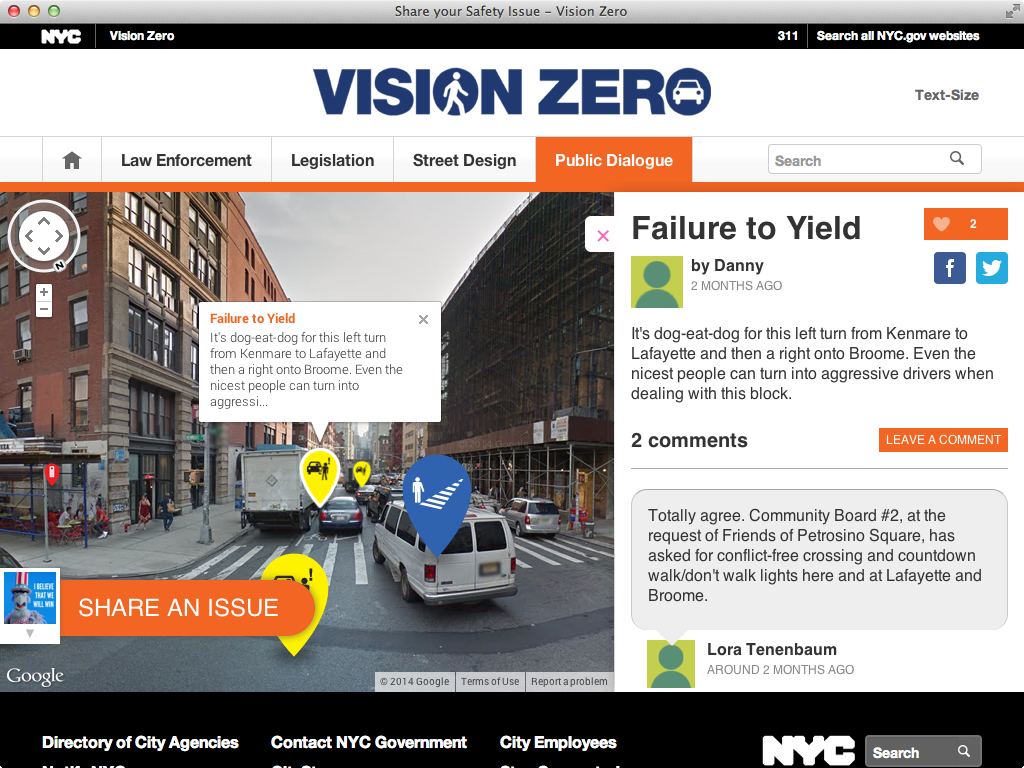 Share your Safety Issue – Vision Zero
NYC
Vision Zero
311
Search all NYC.gov websites
VISION ZERO
Text-Size
Law Enforcement
Legislation
Street Design
Public Dialogue
Search
N
+
−
Failure to Yield
It's dog-eat-dog for this left turn
from Kenmare to Lafayette and
then a right onto Broome. Even the
nicest people can turn into
aggressi...
I BELIEVE
THAT WE
WILL WIN
SHARE AN ISSUE
Google
© 2014 Google
Terms of Use
Report a problem
Failure to Yield
2
by Danny
2 MONTHS AGO
It's dog-eat-dog for this left turn from Kenmare to
Lafayette and then a right onto Broome. Even the
nicest people can turn into aggressive drivers when
dealing with this block.
2 comments
LEAVE A COMMENT
Totally agree. Community Board #2, at the
request of Friends of Petrosino Square, has
asked for conflict-free crossing and countdown
walk/don't walk lights here and at Lafayette and
Broome.
Lora Tenenbaum
AROUND 2 MONTHS AGO
Directory of City Agencies
Contact NYC Government
City Employees
NYC
Search